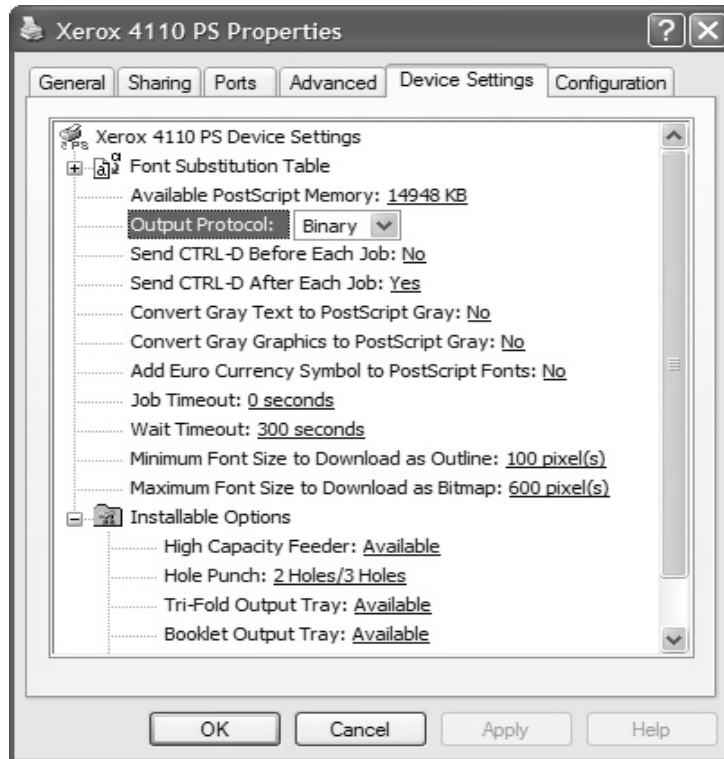 Xerox 4110 PS Properties
General Sharing Ports Advanced Device Settings Configuration
Xerox 4110 PS Device Settings
Font Substitution Table
Available PostScript Memory: 14948 KB
Output Protocol: Binary
Send CTRL-D Before Each Job: No
Send CTRL-D After Each Job: Yes
Convert Gray Text to PostScript Gray: No
Convert Gray Graphics to PostScript Gray: No
Add Euro Currency Symbol to PostScript Fonts: No
Job Timeout: 0 seconds
Wait Timeout: 300 seconds
Minimum Font Size to Download as Outline: 100 pixel(s)
Maximum Font Size to Download as Bitmap: 600 pixel(s)
Installable Options
High Capacity Feeder: Available
Hole Punch: 2 Holes/3 Holes
Tri-Fold Output Tray: Available
Booklet Output Tray: Available
OK Cancel Apply Help